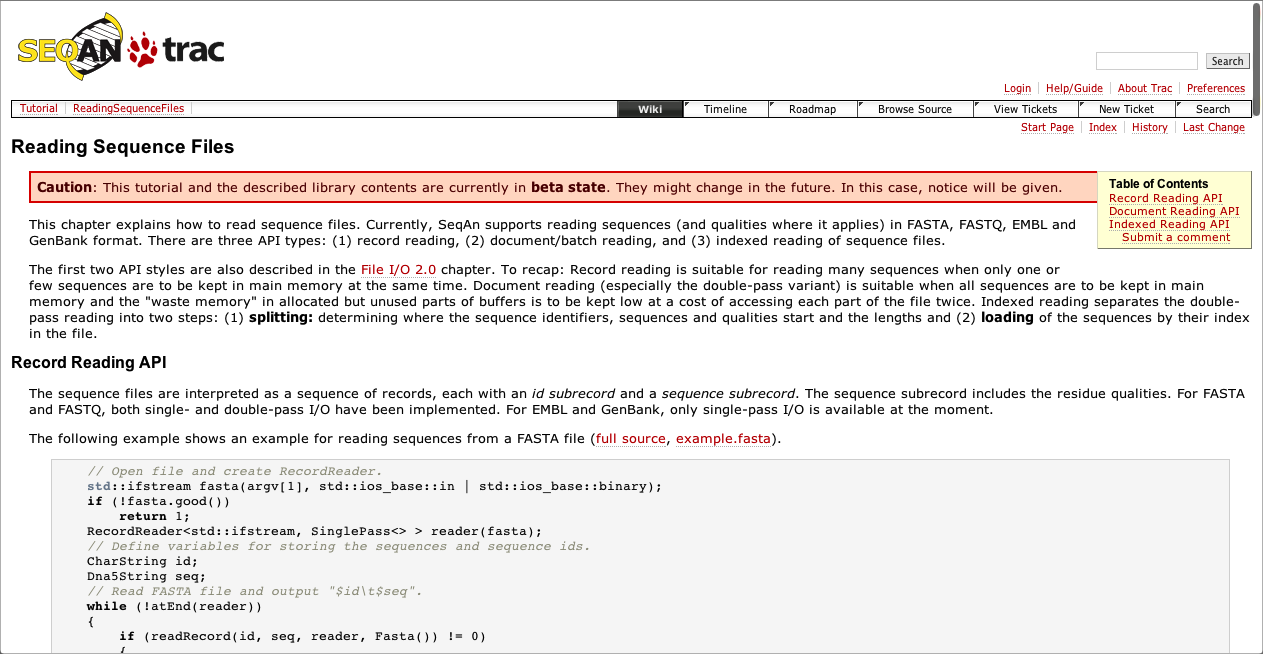 SEQAN trac
Search
Login Help/Guide About Trac Preferences
Tutorial ReadingSequenceFiles Wiki Timeline Roadmap Browse Source View Tickets New Ticket Search
Start Page Index History Last Change
Reading Sequence Files
Caution: This tutorial and the described library contents are currently in beta state. They might change in the future. In this case, notice will be given.
Table of Contents
Record Reading API
Document Reading API
Indexed Reading API
Submit a comment
This chapter explains how to read sequence files. Currently, SeqAn supports reading sequences (and qualities where it applies) in FASTA, FASTQ, EMBL and
GenBank format. There are three API types: (1) record reading, (2) document/batch reading, and (3) indexed reading of sequence files.
The first two API styles are also described in the File I/O 2.0 chapter. To recap: Record reading is suitable for reading many sequences when only one or
few sequences are to be kept in main memory at the same time. Document reading (especially the double-pass variant) is suitable when all sequences are to be kept in main
memory and the "waste memory" in allocated but unused parts of buffers is to be kept low at a cost of accessing each part of the file twice. Indexed reading separates the double-
pass reading into two steps: (1) splitting: determining where the sequence identifiers, sequences and qualities start and the lengths and (2) loading of the sequences by their index
in the file.
Record Reading API
The sequence files are interpreted as a sequence of records, each with an id subrecord and a sequence subrecord. The sequence subrecord includes the residue qualities. For FASTA
and FASTQ, both single- and double-pass I/O have been implemented. For EMBL and GenBank, only single-pass I/O is available at the moment.
The following example shows an example for reading sequences from a FASTA file (full source, example.fasta).
// Open file and create RecordReader.
std::ifstream fasta(argv[1], std::ios_base::in | std::ios_base::binary);
if (!fasta.good())
return 1;
RecordReader<std::ifstream, SinglePass<> > reader(fasta);
// Define variables for storing the sequences and sequence ids.
CharString id;
Dna5String seq;
// Read FASTA file and output "$id\t$seq".
while (!atEnd(reader))
{
if (readRecord(id, seq, reader, Fasta()) != 0)
{